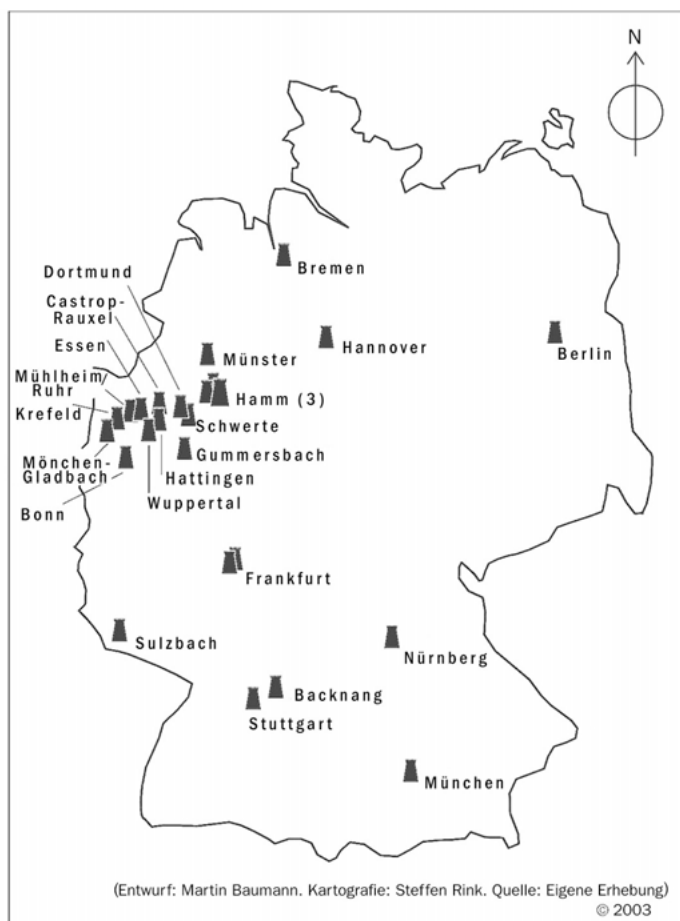 N
Bremen
Dortmund
Castrop-
Rauxel
Essen
Münster
Hannover
Berlin
Mühlheim
Ruhr
Hamm (3)
Krefeld
Schwerte
Mönchen-
Gladbach
Gummersbach
Hattingen
Bonn
Wuppertal
Frankfurt
Sulzbach
Nürnberg
Backnang
Stuttgart
München
(Entwurf: Martin Baumann. Kartografie: Steffen Rink. Quelle: Eigene Erhebung)
© 2003